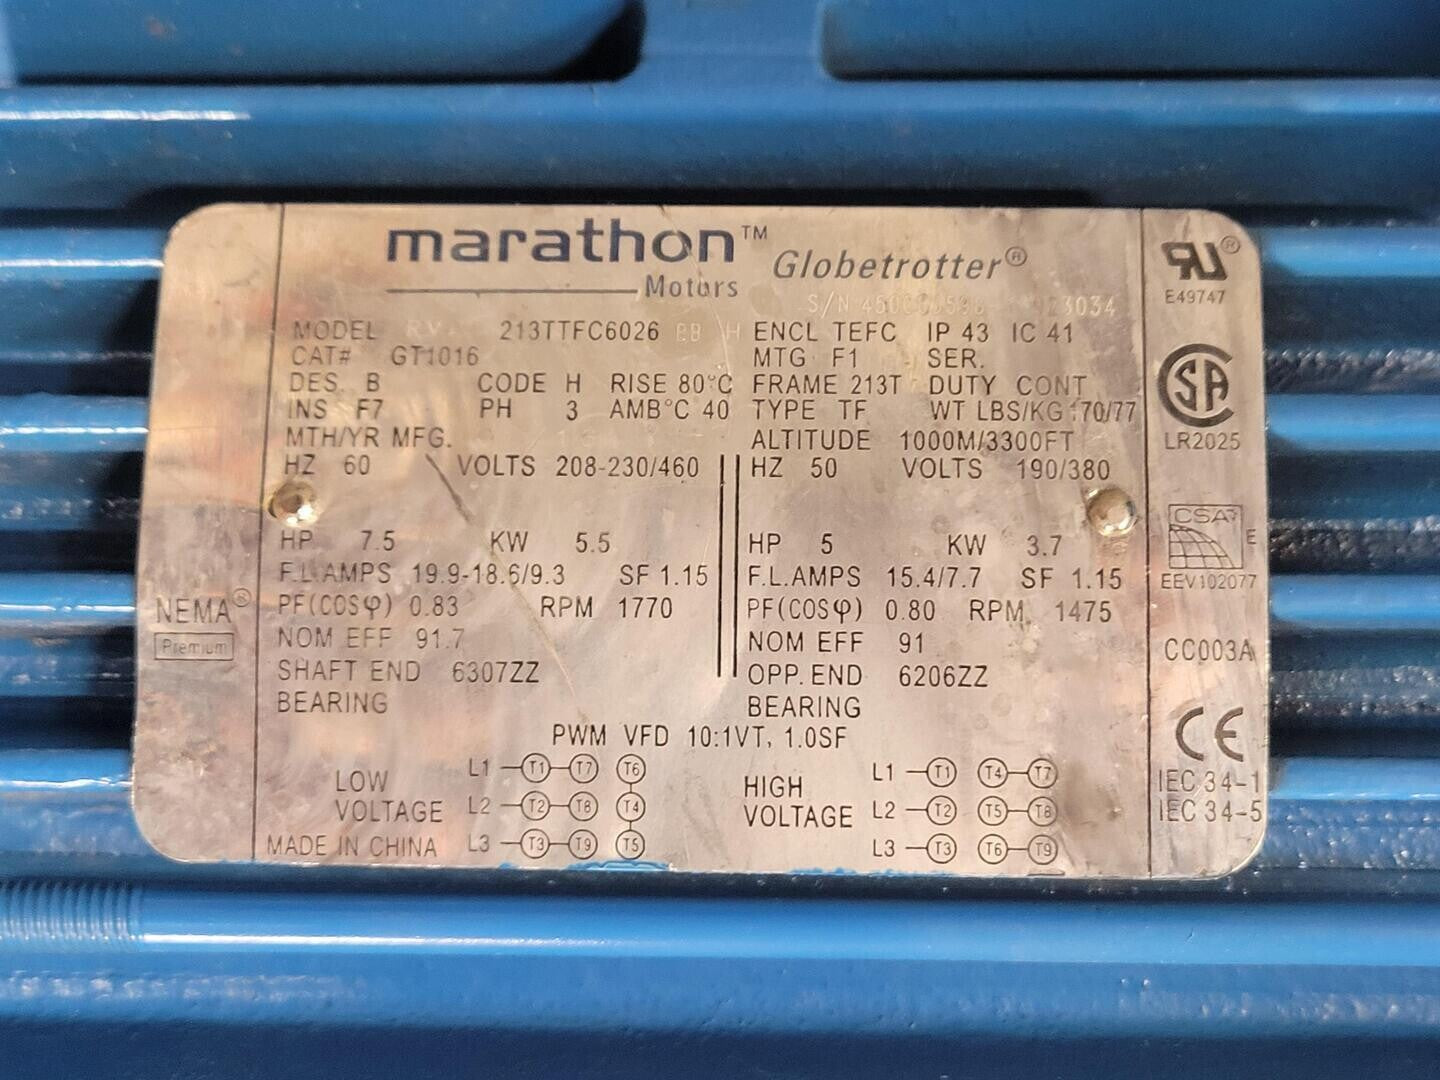 marathon™
Motors
Globetrotter®
MODEL 213TTFC6026
CAT# GT1016
DES. B CODE H RISE 80°C
INS F7 PH 3 AMB°C 40
MTH/YR MFG.
HZ 60 VOLTS 208-230/460
HP 7.5 KW 5.5
F.L.AMPS 19.9-18.6/9.3 SF 1.15
PF(COSφ) 0.83 RPM 1770
NOM EFF 91.7
SHAFT END 6307ZZ
BEARING
S/N
ENCL TEFC IP 43 IC 41
MTG F1 SER.
FRAME 213T DUTY CONT
TYPE TF WT LBS/KG 170/77
ALTITUDE 1000M/3300FT
HZ 50 VOLTS 190/380
HP 5 KW 3.7
F.L.AMPS 15.4/7.7 SF 1.15
PF(COSφ) 0.80 RPM 1475
NOM EFF 91
OPP. END 6206ZZ
BEARING
PWM VFD 10:1VT, 1.0SF
LOW
VOLTAGE
L1 T1 T7 T6
L2 T2 T8 T4
L3 T3 T9 T5
HIGH
VOLTAGE
L1 T1 T4 T7
L2 T2 T5 T8
L3 T3 T6 T9
MADE IN CHINA
NEMA®
Premium
RU®
E49747
CSA
LR2025
CSA
E
EEV102077
CC003A
CE
IEC 34-1
IEC 34-5